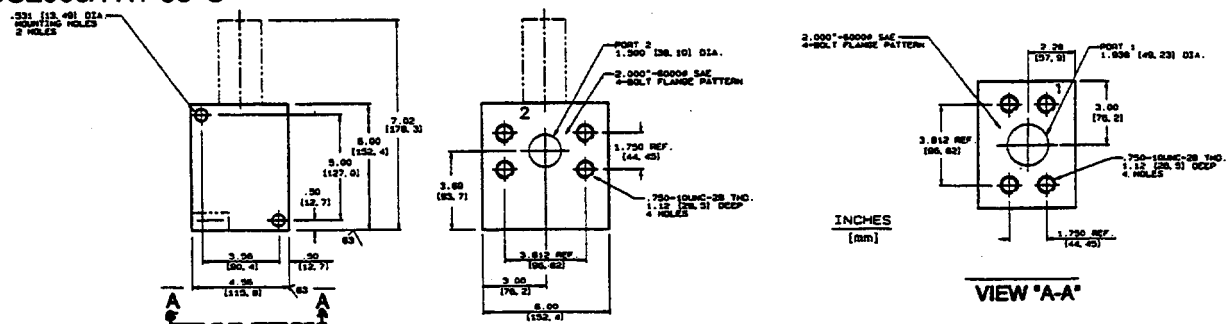 .531 [13.49] DIA.
MOUNTING HOLES
2 HOLES
7.02
[178.3]
6.00
[152.4]
5.00
[127.0]
.50
[12.7]
3.56
[90.4]
.50
[12.7]
4.56
[115.8]
63
63
A
A
PORT 2
1.500 [38.10] DIA.
2.000"-6000# SAE
4-BOLT FLANGE PATTERN
2
1.750 REF.
[44.45]
[93.7]
.750-10UNC-2B THD.
1.12 [28.5] DEEP
4 HOLES
3.812 REF.
[96.82]
3.00
[76.2]
6.00
[152.4]
2.000"-6000# SAE
4-BOLT FLANGE PATTERN
2.28
[57.9]
PORT 1
1.938 [49.23] DIA.
1
3.00
[76.2]
3.812 REF.
[96.82]
.750-10UNC-2B THD.
1.12 [28.5] DEEP
4 HOLES
1.750 REF.
[44.45]
INCHES
[mm]
VIEW "A-A"